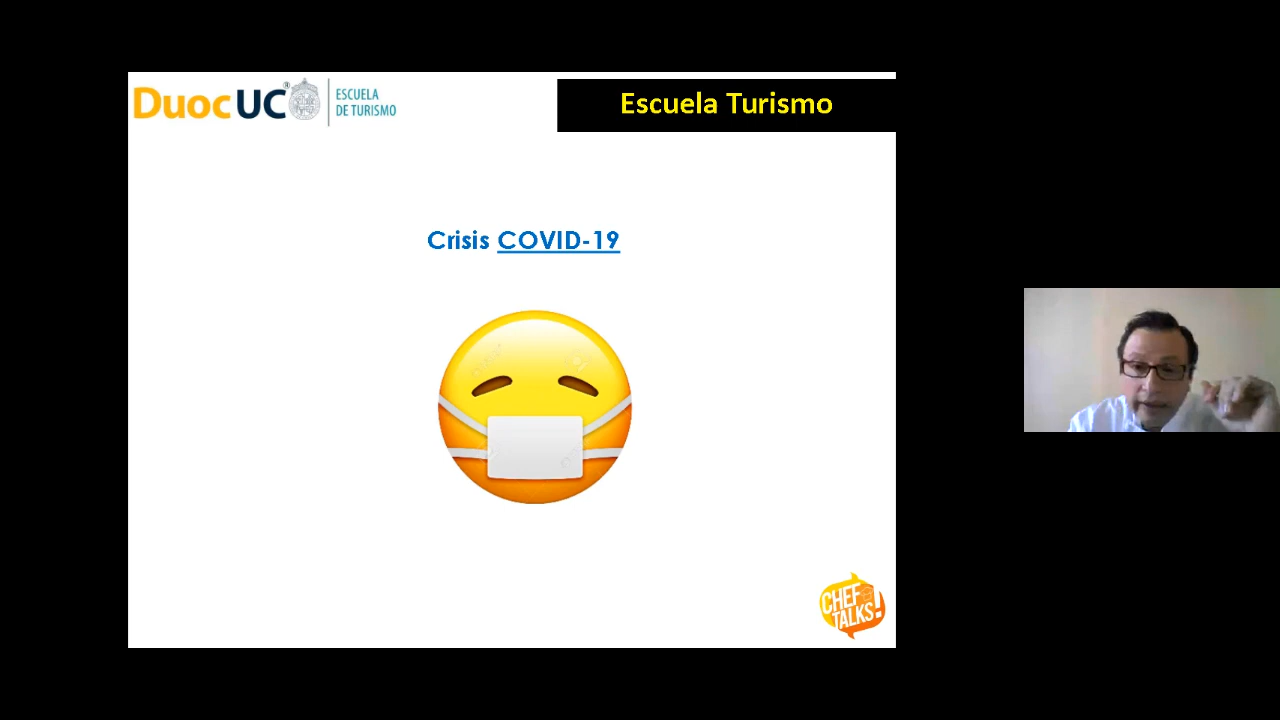 Duoc UC®
ESCUELA
DE TURISMO
Escuela Turismo
Crisis COVID-19
CHEF
TALKS!